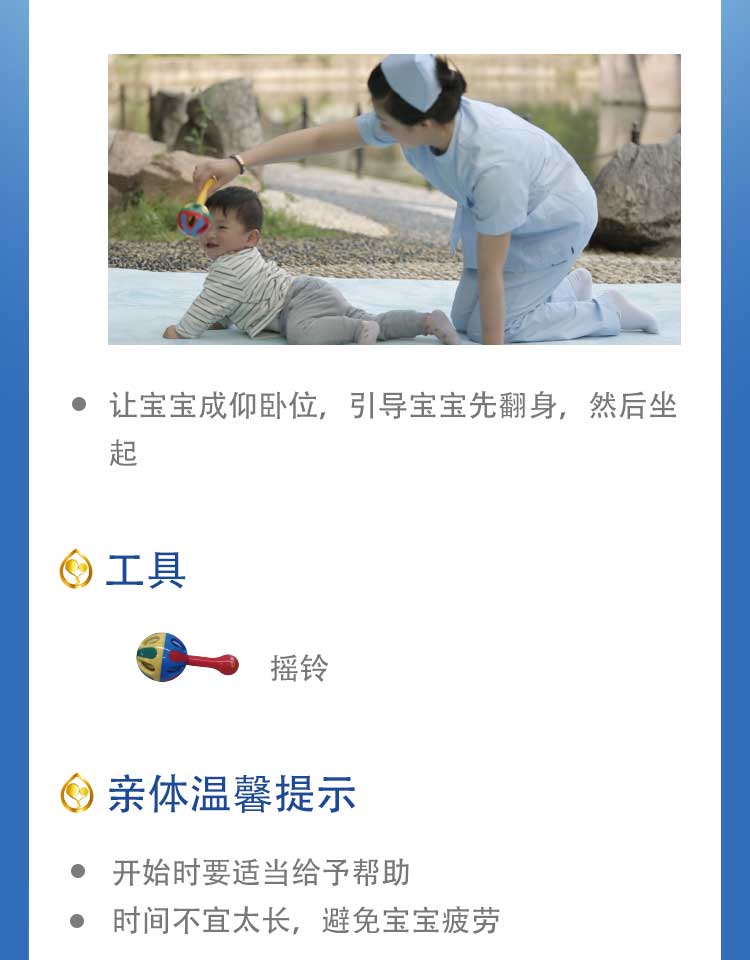 让宝宝成仰卧位，引导宝宝先翻身，然后坐
起
工具
摇铃
亲体温馨提示
开始时要适当给予帮助
时间不宜太长，避免宝宝疲劳